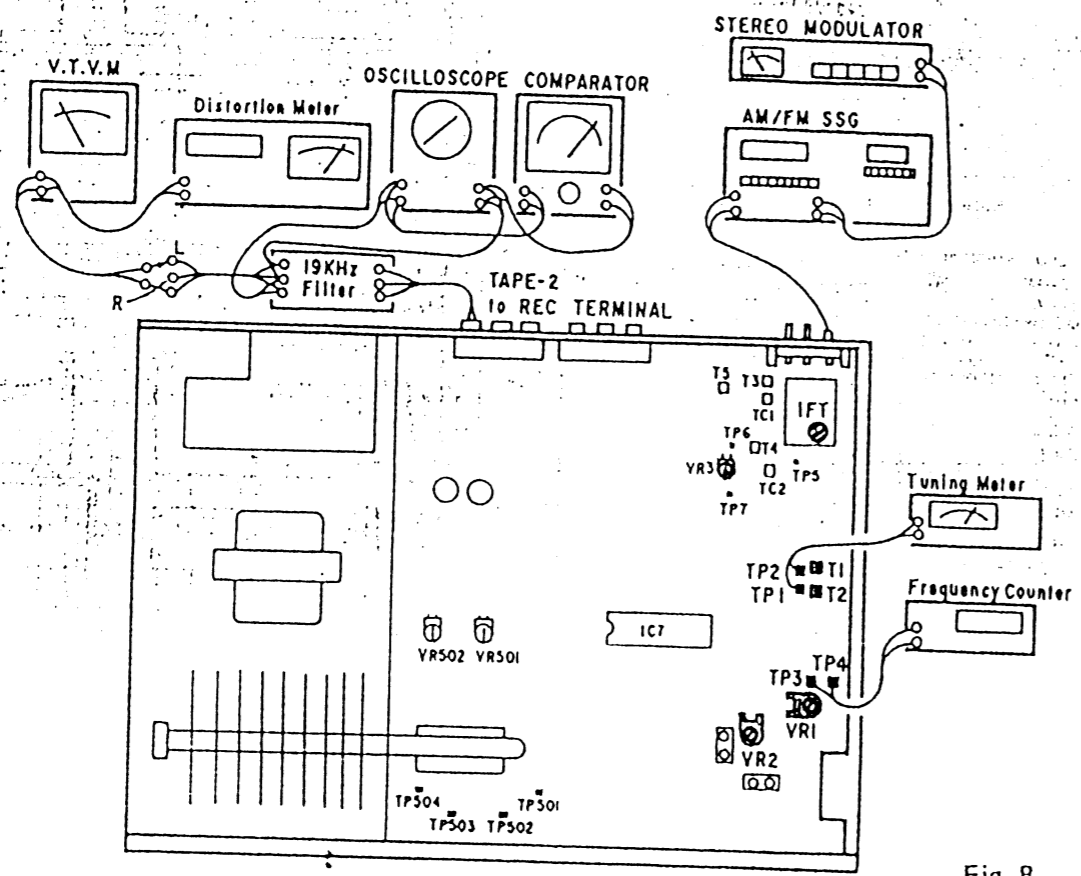 STEREO MODULATOR
V.T.V.M
OSCILLOSCOPE COMPARATOR
Distortion Meter
AM/FM SSG
L
R
19KHz
Filter
TAPE-2
to REC TERMINAL
T5
T3
TC1
IFT
TP6
T4
VR3
TC2
TP5
TP7
Tuning Meter
TP2
T1
TP1
T2
Frequency Counter
IC7
VR502
VR501
TP3
TP4
VR1
VR2
TP504
TP503
TP502
TP501
Fig. 8